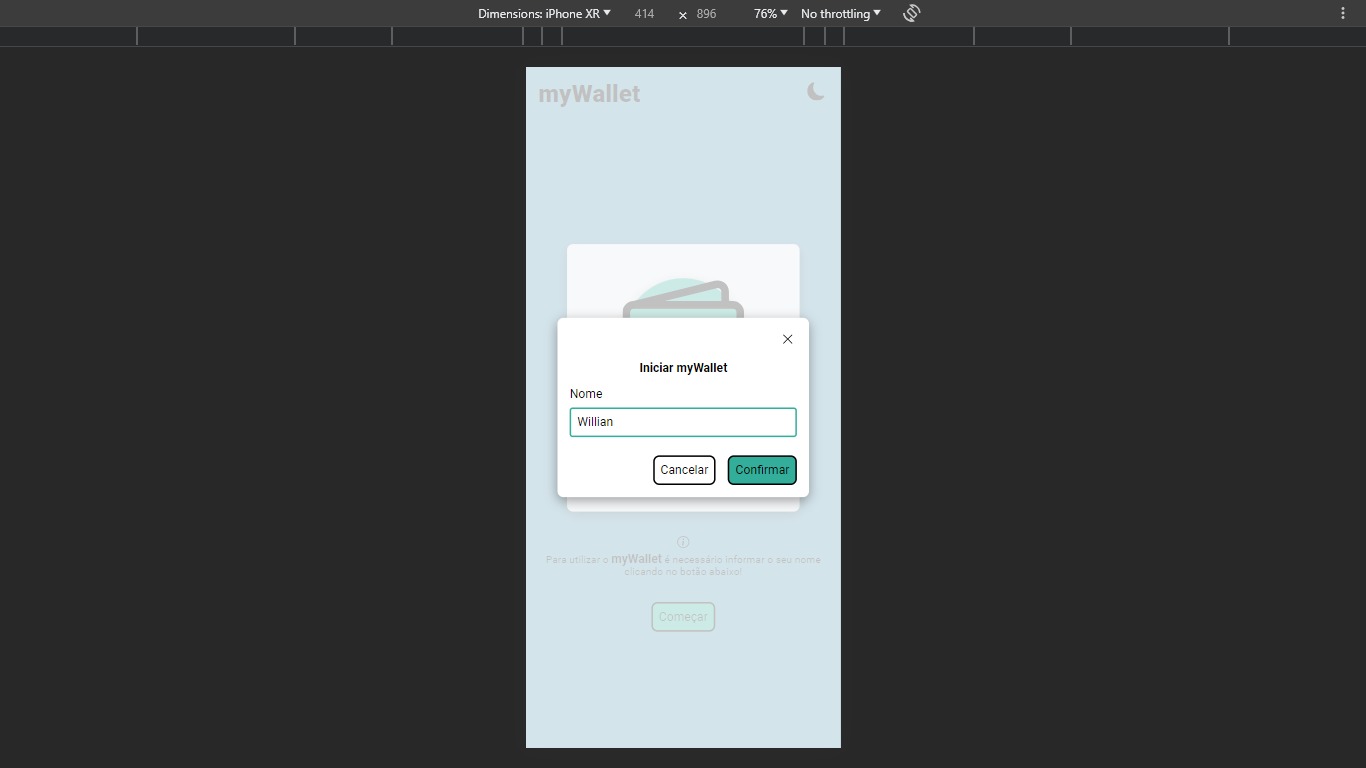 Dimensions: iPhone XR 414 × 896 76% No throttling
myWallet
Iniciar myWallet
Nome
Willian
Cancelar Confirmar
Para utilizar o myWallet é necessário informar o seu nome
clicando no botão abaixo!
Começar